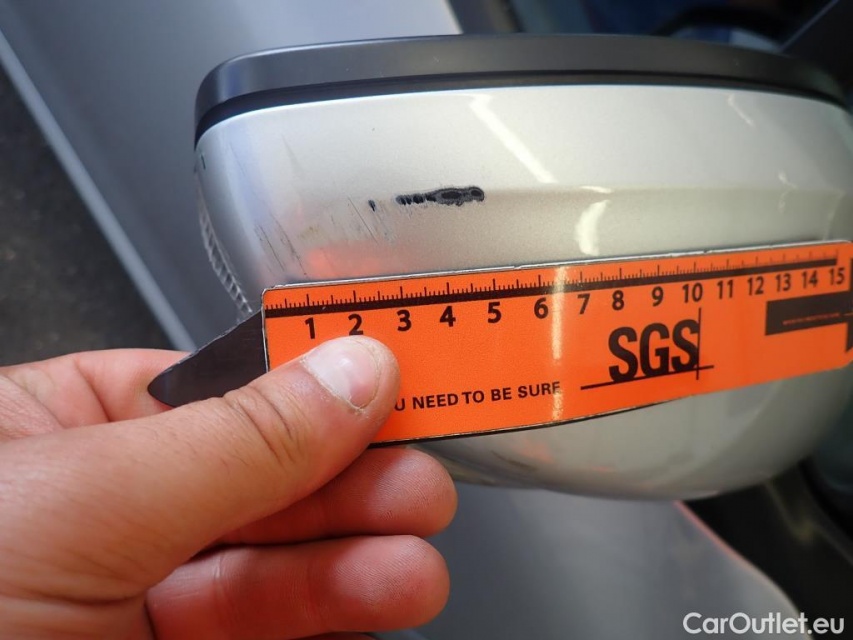 1 2 3 4 5 6 7 8 9 10 11 12 13 14 15
SGS
U NEED TO BE SURE
CarOutlet.eu